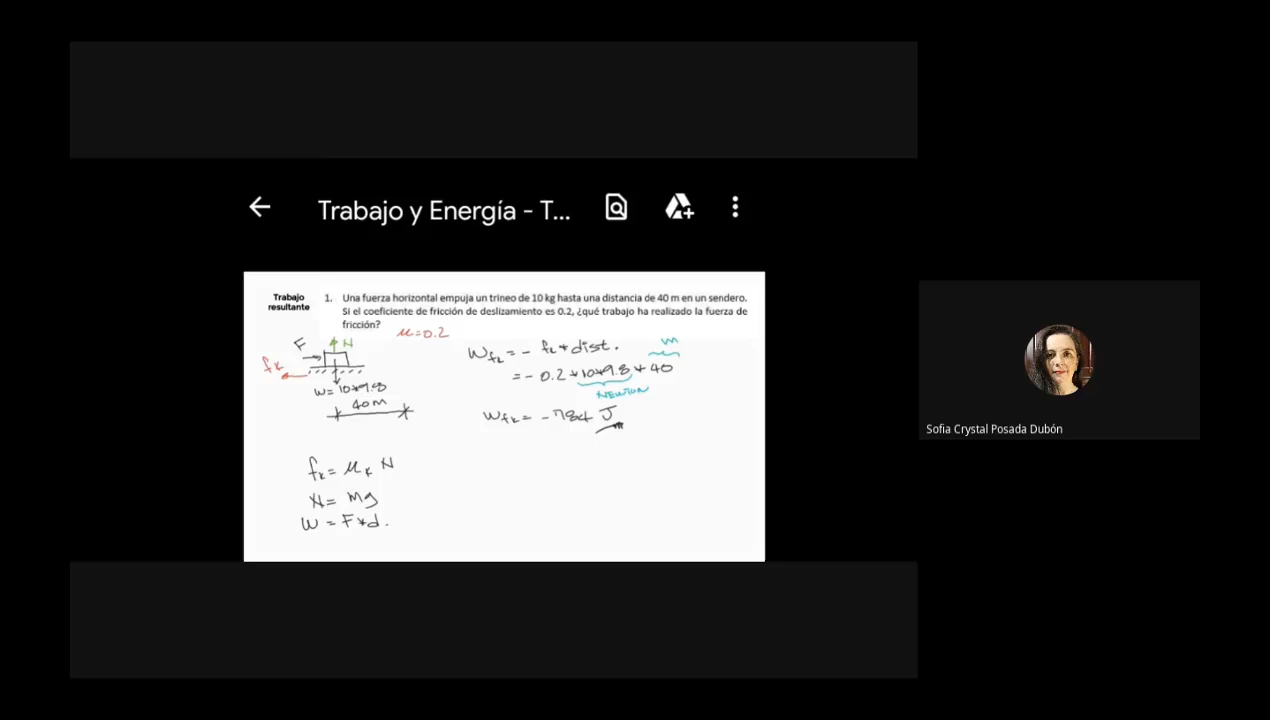 Trabajo y Energía - T...
Trabajo
resultante
1. Una fuerza horizontal empuja un trineo de 10 kg hasta una distancia de 40 m en un sendero.
Si el coeficiente de fricción de deslizamiento es 0.2, ¿qué trabajo ha realizado la fuerza de
fricción?
μ=0.2
F
N
fk
W=10*9.8
40m
Wfk = - fk * dist.
m
= - 0.2 * 10*9.8 * 40
NEWTON
Wfk = -784 J
fk = μk N
N = mg
W = F*d.
Sofia Crystal Posada Dubón